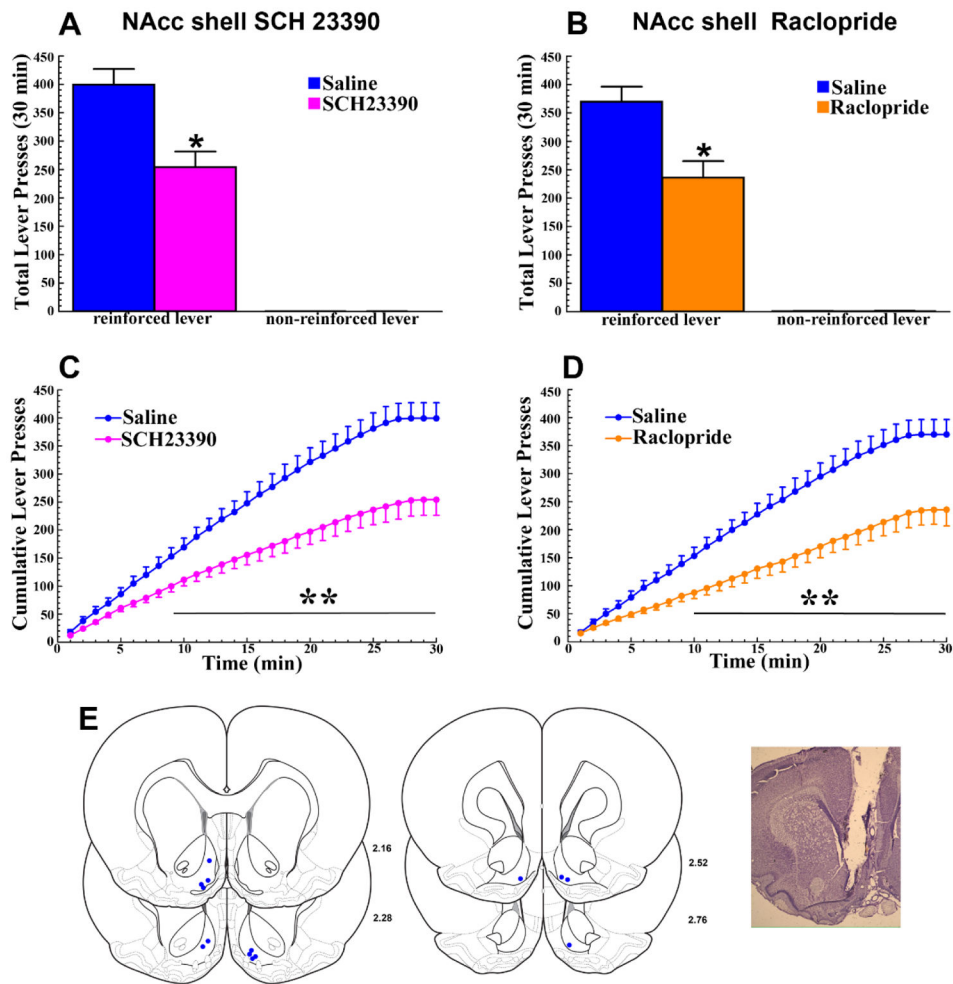 A NAcc shell SCH 23390
Total Lever Presses (30 min)
450
400
350
300
250
200
150
100
50
0
Saline
SCH23390
*
reinforced lever non-reinforced lever
B NAcc shell Raclopride
Total Lever Presses (30 min)
450
400
350
300
250
200
150
100
50
0
Saline
Raclopride
*
reinforced lever non-reinforced lever
C
Cumulative Lever Presses
450
400
350
300
250
200
150
100
50
0
Saline
SCH23390
**
0 5 10 15 20 25 30
Time (min)
D
Cumulative Lever Presses
450
400
350
300
250
200
150
100
50
0
Saline
Raclopride
**
0 5 10 15 20 25 30
Time (min)
E
2.16
2.28
2.52
2.76